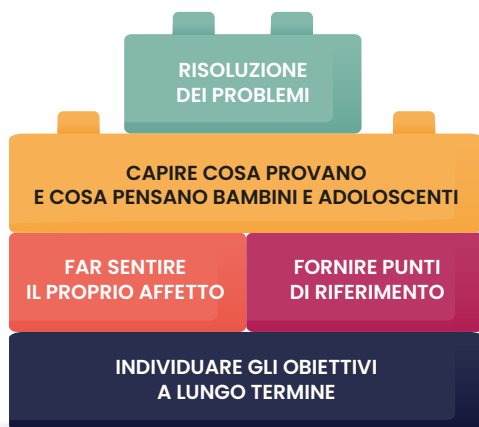 RISOLUZIONE
DEI PROBLEMI
CAPIRE COSA PROVANO
E COSA PENSANO BAMBINI E ADOLOSCENTI
FAR SENTIRE
IL PROPRIO AFFETTO
FORNIRE PUNTI
DI RIFERIMENTO
INDIVIDUARE GLI OBIETTIVI
A LUNGO TERMINE